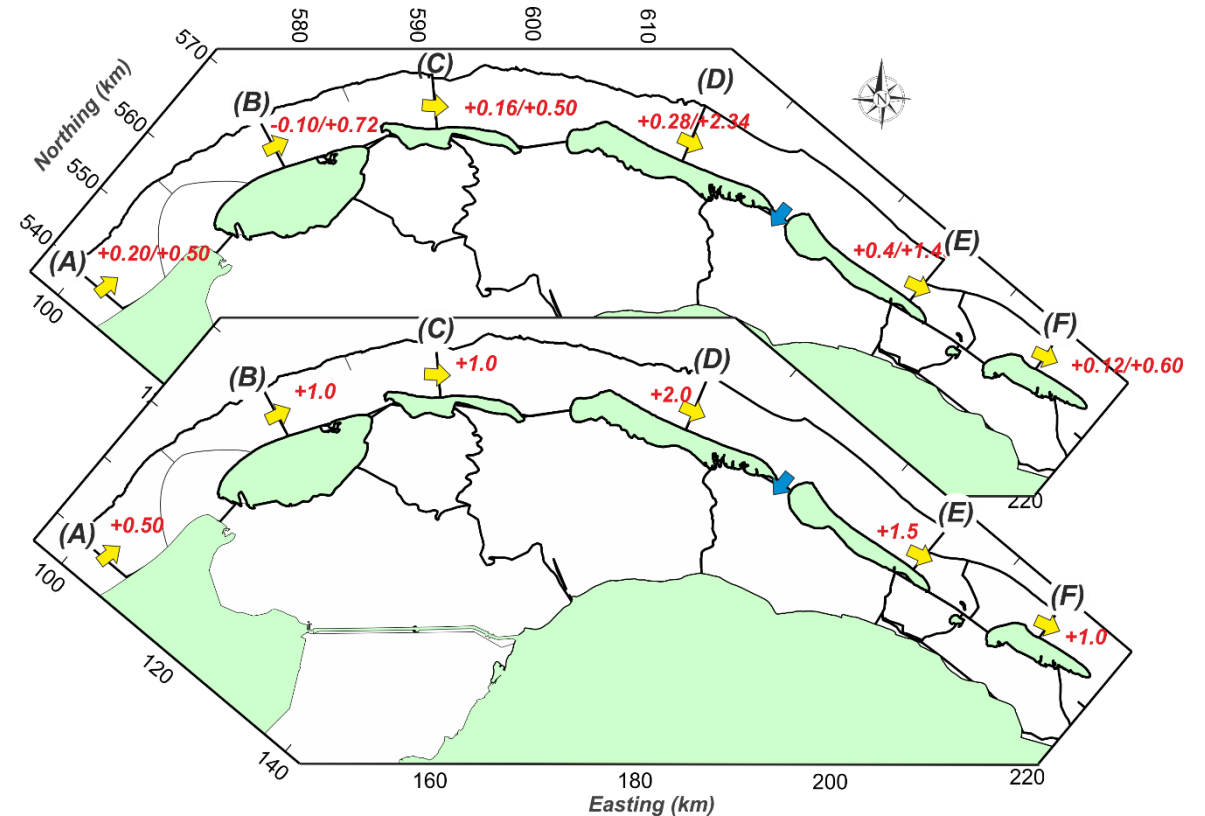 580
590
600
610
570
560
550
540
Northing (km)
(A)
+0.20/+0.50
(B)
-0.10/+0.72
(C)
+0.16/+0.50
(D)
+0.28/+2.34
N
(E)
+0.4/+1.4
(F)
+0.12/+0.60
100
1
220
(A)
+0.50
(B)
+1.0
(C)
+1.0
(D)
+2.0
(E)
+1.5
(F)
+1.0
100
120
140
160
180
200
220
Easting (km)